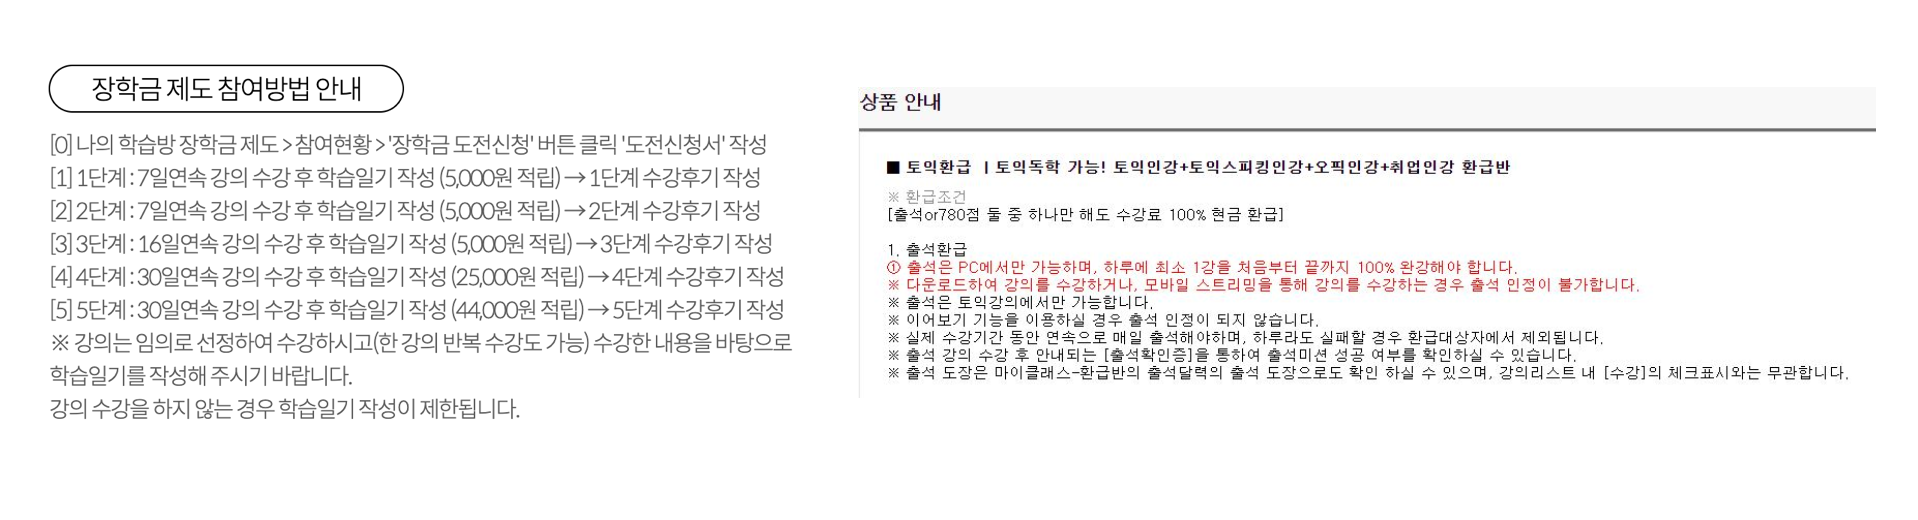 장학금 제도 참여방법 안내
[0] 나의 학습방 장학금 제도 > 참여현황 > '장학금 도전신청' 버튼 클릭 '도전신청서' 작성
[1] 1단계 : 7일연속 강의 수강 후 학습일기 작성 (5,000원 적립) → 1단계 수강후기 작성
[2] 2단계 : 7일연속 강의 수강 후 학습일기 작성 (5,000원 적립) → 2단계 수강후기 작성
[3] 3단계 : 16일연속 강의 수강 후 학습일기 작성 (5,000원 적립) → 3단계 수강후기 작성
[4] 4단계 : 30일연속 강의 수강 후 학습일기 작성 (25,000원 적립) → 4단계 수강후기 작성
[5] 5단계 : 30일연속 강의 수강 후 학습일기 작성 (44,000원 적립) → 5단계 수강후기 작성
※ 강의는 임의로 선정하여 수강하시고(한 강의 반복 수강도 가능) 수강한 내용을 바탕으로
학습일기를 작성해 주시기 바랍니다.
강의 수강을 하지 않는 경우 학습일기 작성이 제한됩니다.
상품 안내
■ 토익환급 ㅣ토익독학 가능! 토익인강+토익스피킹인강+오픽인강+취업인강 환급반
※ 환급조건
[출석or780점 둘 중 하나만 해도 수강료 100% 현금 환급]
1. 출석환급
① 출석은 PC에서만 가능하며, 하루에 최소 1강을 처음부터 끝까지 100% 완강해야 합니다.
※ 다운로드하여 강의를 수강하거나, 모바일 스트리밍을 통해 강의를 수강하는 경우 출석 인정이 불가합니다.
※ 출석은 토익강의에서만 가능합니다.
※ 이어보기 기능을 이용하실 경우 출석 인정이 되지 않습니다.
※ 실제 수강기간 동안 연속으로 매일 출석해야하며, 하루라도 실패할 경우 환급대상자에서 제외됩니다.
※ 출석 강의 수강 후 안내되는 [출석확인증]을 통하여 출석미션 성공 여부를 확인하실 수 있습니다.
※ 출석 도장은 마이클래스-환급반의 출석달력의 출석 도장으로도 확인 하실 수 있으며, 강의리스트 내 [수강]의 체크표시와는 무관합니다.